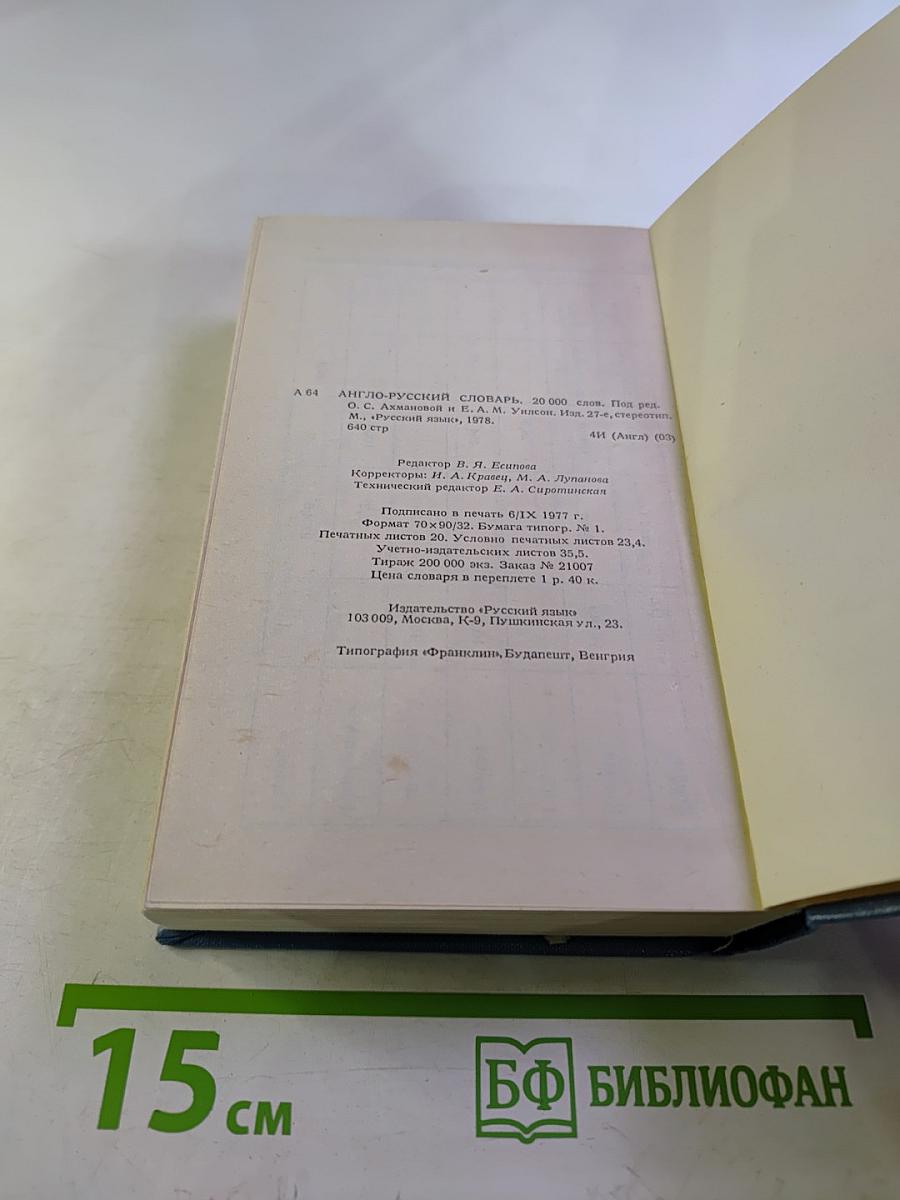 А 64 АНГЛО-РУССКИЙ СЛОВАРЬ. 20 000 слов. Под ред.
О. С. Ахмановой и Е. А. М. Уилсон. Изд. 27-е, стереотип.
М., «Русский язык», 1978.
640 стр
4И (Англ) (03)
Редактор В. Я. Есипова
Корректоры: И. А. Кравец, М. А. Лупанова
Технический редактор Е. А. Сиротинская
Подписано в печать 6/IX 1977 г.
Формат 70×90/32. Бумага типогр. № 1.
Печатных листов 20. Условно печатных листов 23,4.
Учетно-издательских листов 35,5.
Тираж 200 000 экз. Заказ № 21007
Цена словаря в переплете 1 р. 40 к.
Издательство «Русский язык»
103 009, Москва, К-9, Пушкинская ул., 23.
Типография «Франклин», Будапешт, Венгрия
15 см
БФ БИБЛИОФАН